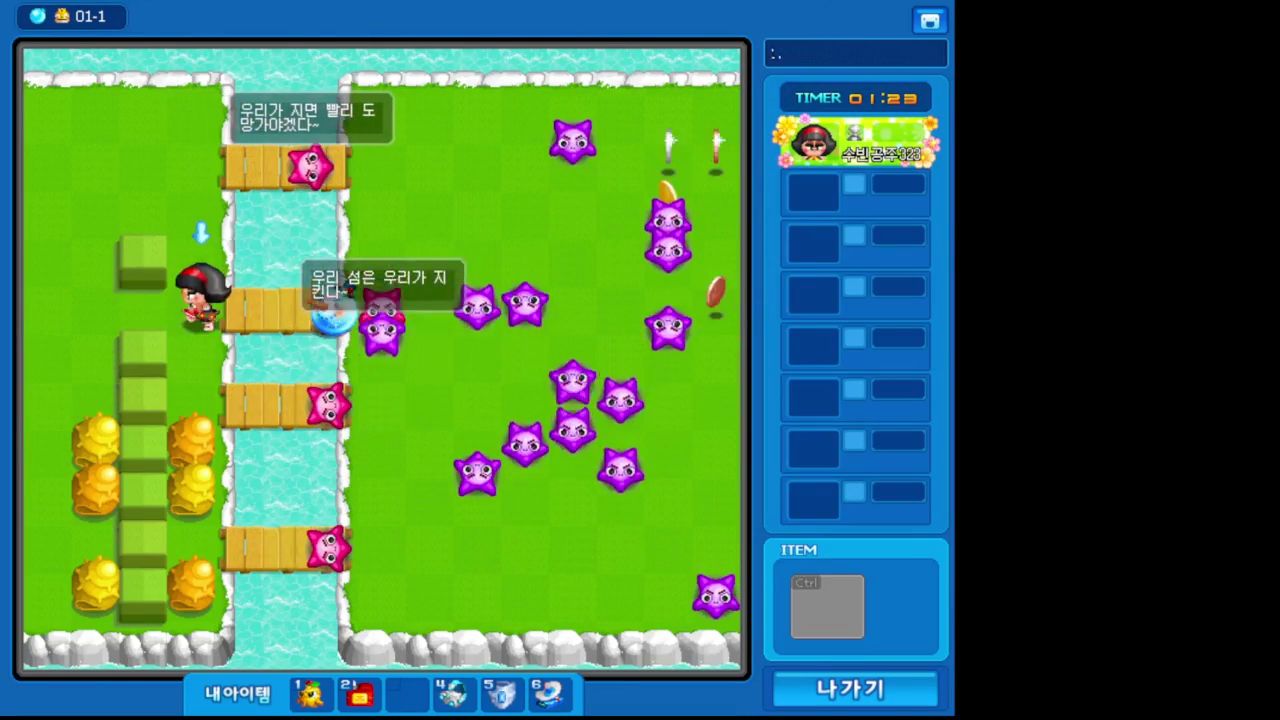 01-1
:.
우리가 지면 빨리 도
망가야겠다~
TIMER 01:23
수빈공주023
우리 섬은 우리가 지
킨다~
ITEM
Ctrl
내아이템
1
2
4
5
6
나가기